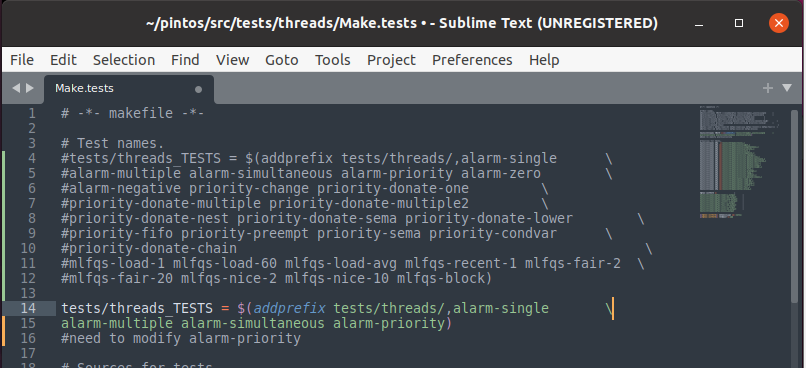 ~/pintos/src/tests/threads/Make.tests • - Sublime Text (UNREGISTERED)
File Edit Selection Find View Goto Tools Project Preferences Help
Make.tests
1 # -*- makefile -*-
2
3 # Test names.
4 #tests/threads_TESTS = $(addprefix tests/threads/,alarm-single \
5 #alarm-multiple alarm-simultaneous alarm-priority alarm-zero \
6 #alarm-negative priority-change priority-donate-one \
7 #priority-donate-multiple priority-donate-multiple2 \
8 #priority-donate-nest priority-donate-sema priority-donate-lower \
9 #priority-fifo priority-preempt priority-sema priority-condvar \
10 #priority-donate-chain \
11 #mlfqs-load-1 mlfqs-load-60 mlfqs-load-avg mlfqs-recent-1 mlfqs-fair-2 \
12 #mlfqs-fair-20 mlfqs-nice-2 mlfqs-nice-10 mlfqs-block)
13
14 tests/threads_TESTS = $(addprefix tests/threads/,alarm-single \
15 alarm-multiple alarm-simultaneous alarm-priority)
16 #need to modify alarm-priority
17
18 # Sources for tests.